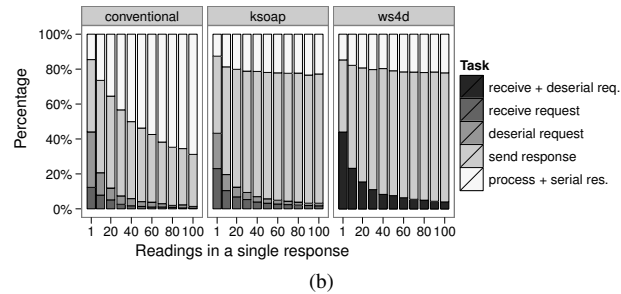 conventional ksoap ws4d
100%
80%
60%
40%
20%
0%
Percentage
1 20 40 60 80 100 1 20 40 60 80 100 1 20 40 60 80 100
Readings in a single response
Task
receive + deserial req.
receive request
deserial request
send response
process + serial res.
(b)